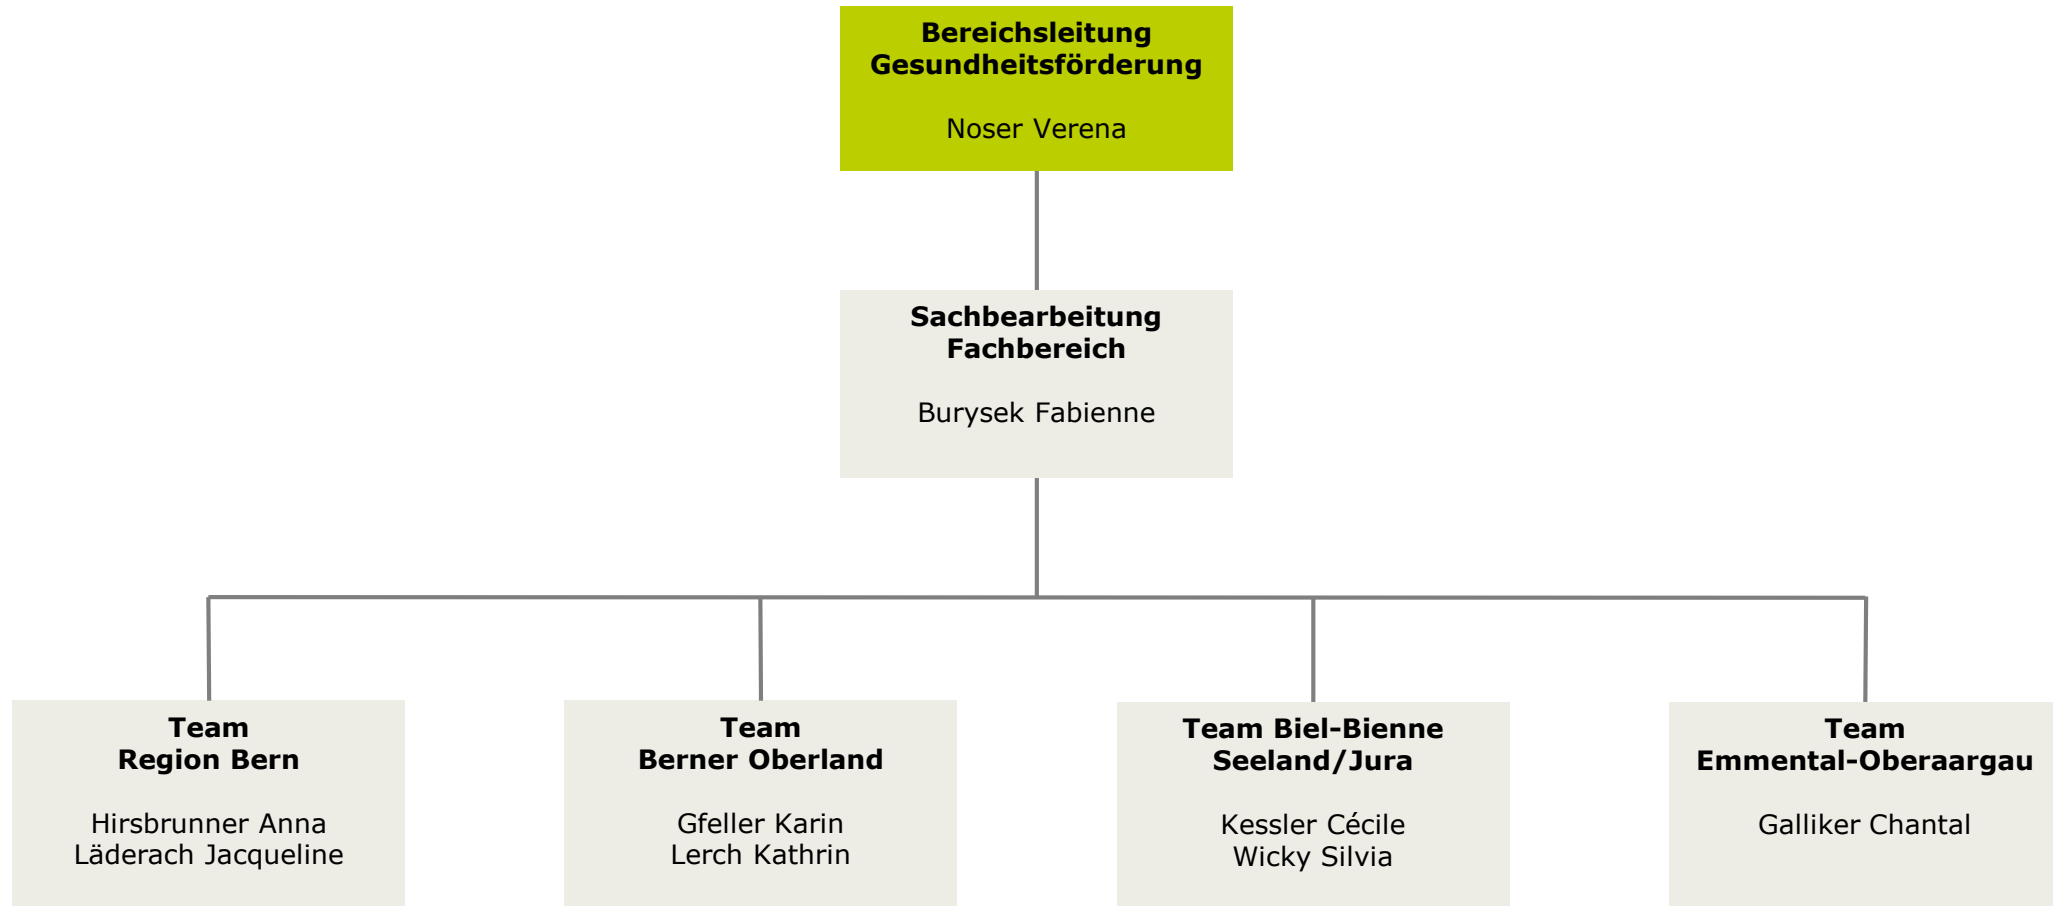 Bereichsleitung
Gesundheitsförderung
Noser Verena
Sachbearbeitung
Fachbereich
Burysek Fabienne
Team
Region Bern
Hirsbrunner Anna
Läderach Jacqueline
Team
Berner Oberland
Gfeller Karin
Lerch Kathrin
Team Biel-Bienne
Seeland/Jura
Kessler Cécile
Wicky Silvia
Team
Emmental-Oberaargau
Galliker Chantal